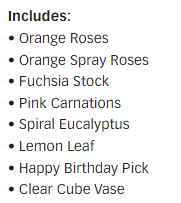 Includes:
• Orange Roses
• Orange Spray Roses
• Fuchsia Stock
• Pink Carnations
• Spiral Eucalyptus
• Lemon Leaf
• Happy Birthday Pick
• Clear Cube Vase